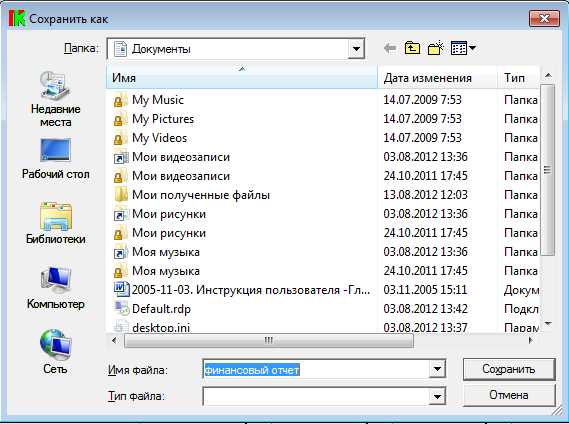 Сохранить как
Папка: Документы
Имя Дата изменения Тип
My Music 14.07.2009 7:53 Папка
My Pictures 14.07.2009 7:53 Папка
My Videos 14.07.2009 7:53 Папка
Мои видеозаписи 03.08.2012 13:36 Папка
Мои видеозаписи 24.10.2011 17:45 Папка
Мои полученные файлы 13.08.2012 12:03 Папка
Мои рисунки 03.08.2012 13:36 Папка
Мои рисунки 24.10.2011 17:45 Папка
Моя музыка 03.08.2012 13:36 Папка
Моя музыка 24.10.2011 17:45 Папка
2005-11-03. Инструкция пользователя -Гл... 03.11.2005 15:11 Докум
Default.rdp 03.08.2012 13:42 Подкл
desktop.ini 03.08.2012 13:37 Парам
Недавние
места
Рабочий стол
Библиотеки
Компьютер
Сеть
Имя файла: финансовый отчет Сохранить
Тип файла: Отмена